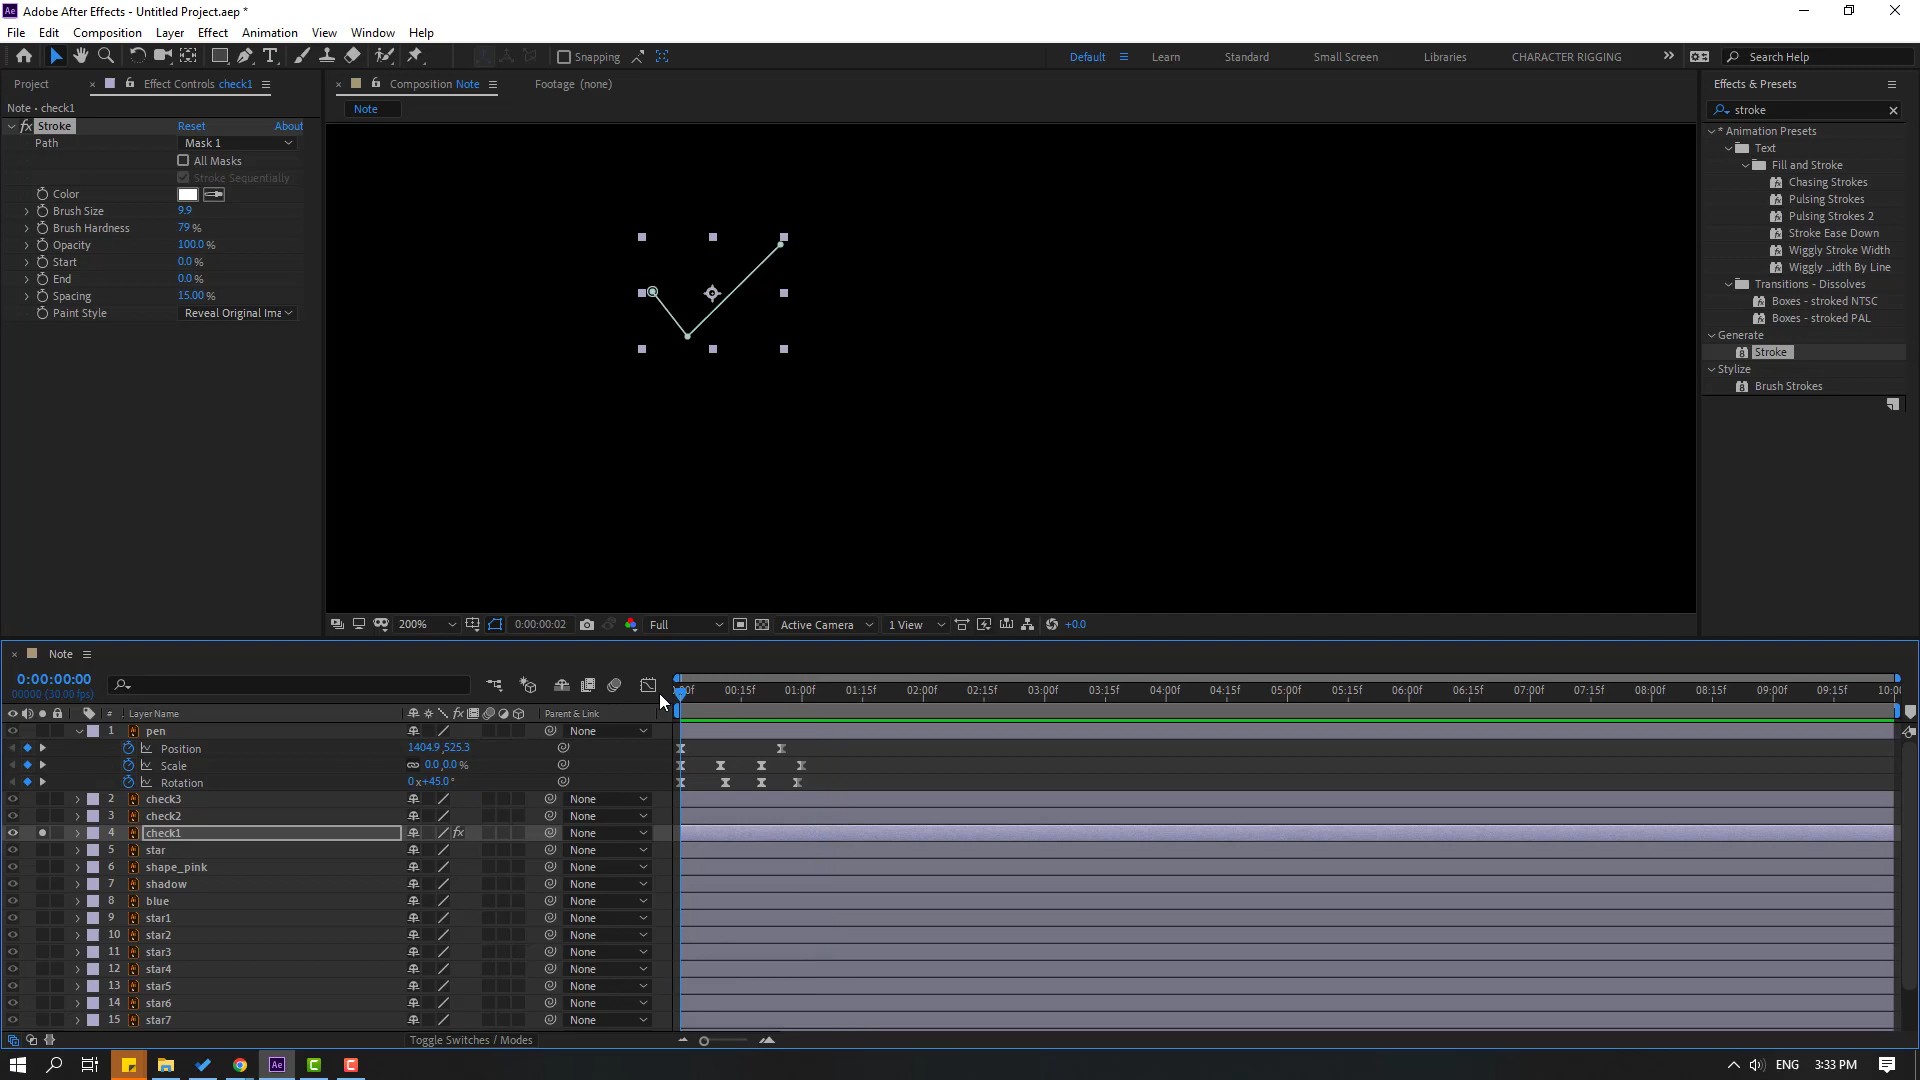 Adobe After Effects - Untitled Project.aep *
File Edit Composition Layer Effect Animation View Window Help
Snapping Default Learn Standard Small Screen Libraries CHARACTER RIGGING Search Help
Project Effect Controls check1 Composition Note Footage (none) Effects & Presets
Note • check1 Note stroke
Stroke Reset About
Path Mask 1
All Masks
Stroke Sequentially
Color
Brush Size 9.9
Brush Hardness 79 %
Opacity 100.0 %
Start 0.0 %
End 0.0 %
Spacing 15.00 %
Paint Style Reveal Original Ima
* Animation Presets
Text
Fill and Stroke
Chasing Strokes
Pulsing Strokes
Pulsing Strokes 2
Stroke Ease Down
Wiggly Stroke Width
Wiggly ...idth By Line
Transitions - Dissolves
Boxes - stroked NTSC
Boxes - stroked PAL
Generate
Stroke
Stylize
Brush Strokes
200% 0:00:00:02 Full Active Camera 1 View +0.0
Note
0:00:00:00
00000 (30.00 fps)
00:15f 01:00f 01:15f 02:00f 02:15f 03:00f 03:15f 04:00f 04:15f 05:00f 05:15f 06:00f 06:15f 07:00f 07:15f 08:00f 08:15f 09:00f 09:15f 10:00
# Layer Name fx Parent & Link
1 pen None
Position 1404.9,525.3
Scale 0.0,0.0 %
Rotation 0x+45.0 °
2 check3 None
3 check2 None
4 check1 fx None
5 star None
6 shape_pink None
7 shadow None
8 blue None
9 star1 None
10 star2 None
11 star3 None
12 star4 None
13 star5 None
14 star6 None
15 star7 None
Toggle Switches / Modes
Ae ENG 3:33 PM